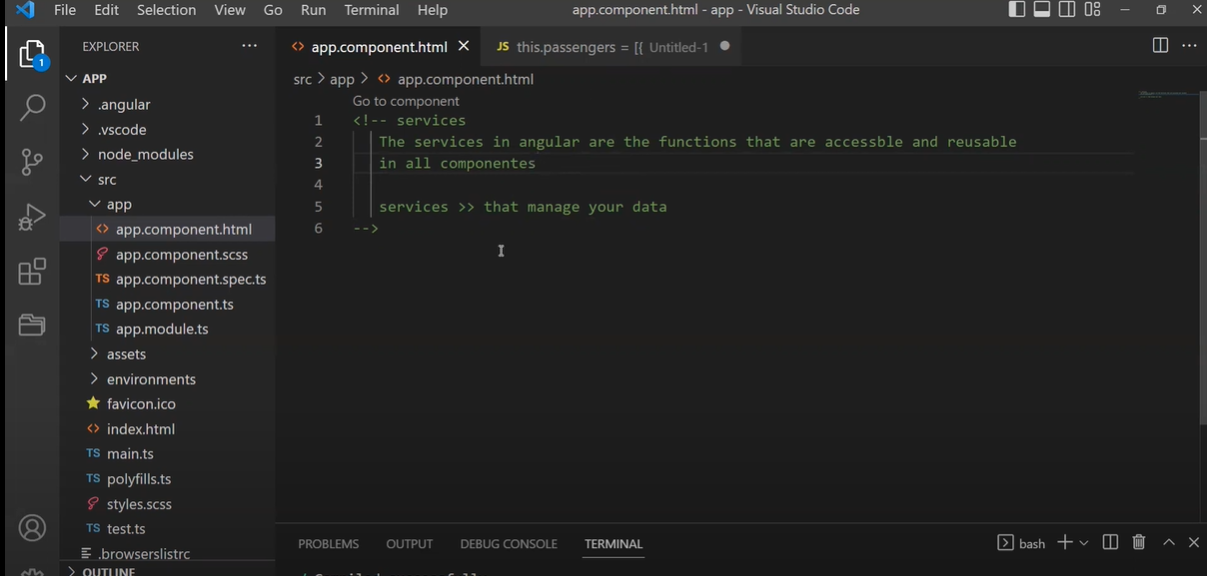 File Edit Selection View Go Run Terminal Help app.component.html - app - Visual Studio Code
EXPLORER
1
APP
.angular
.vscode
node_modules
src
app
app.component.html
app.component.scss
TS app.component.spec.ts
TS app.component.ts
TS app.module.ts
assets
environments
favicon.ico
index.html
TS main.ts
TS polyfills.ts
styles.scss
TS test.ts
.browserslistrc
OUTLINE
<> app.component.html JS this.passengers = [{ Untitled-1
src > app > <> app.component.html
Go to component
1 <!-- services
2 The services in angular are the functions that are accessble and reusable
3 in all componentes
4
5 services >> that manage your data
6 -->
PROBLEMS OUTPUT DEBUG CONSOLE TERMINAL bash